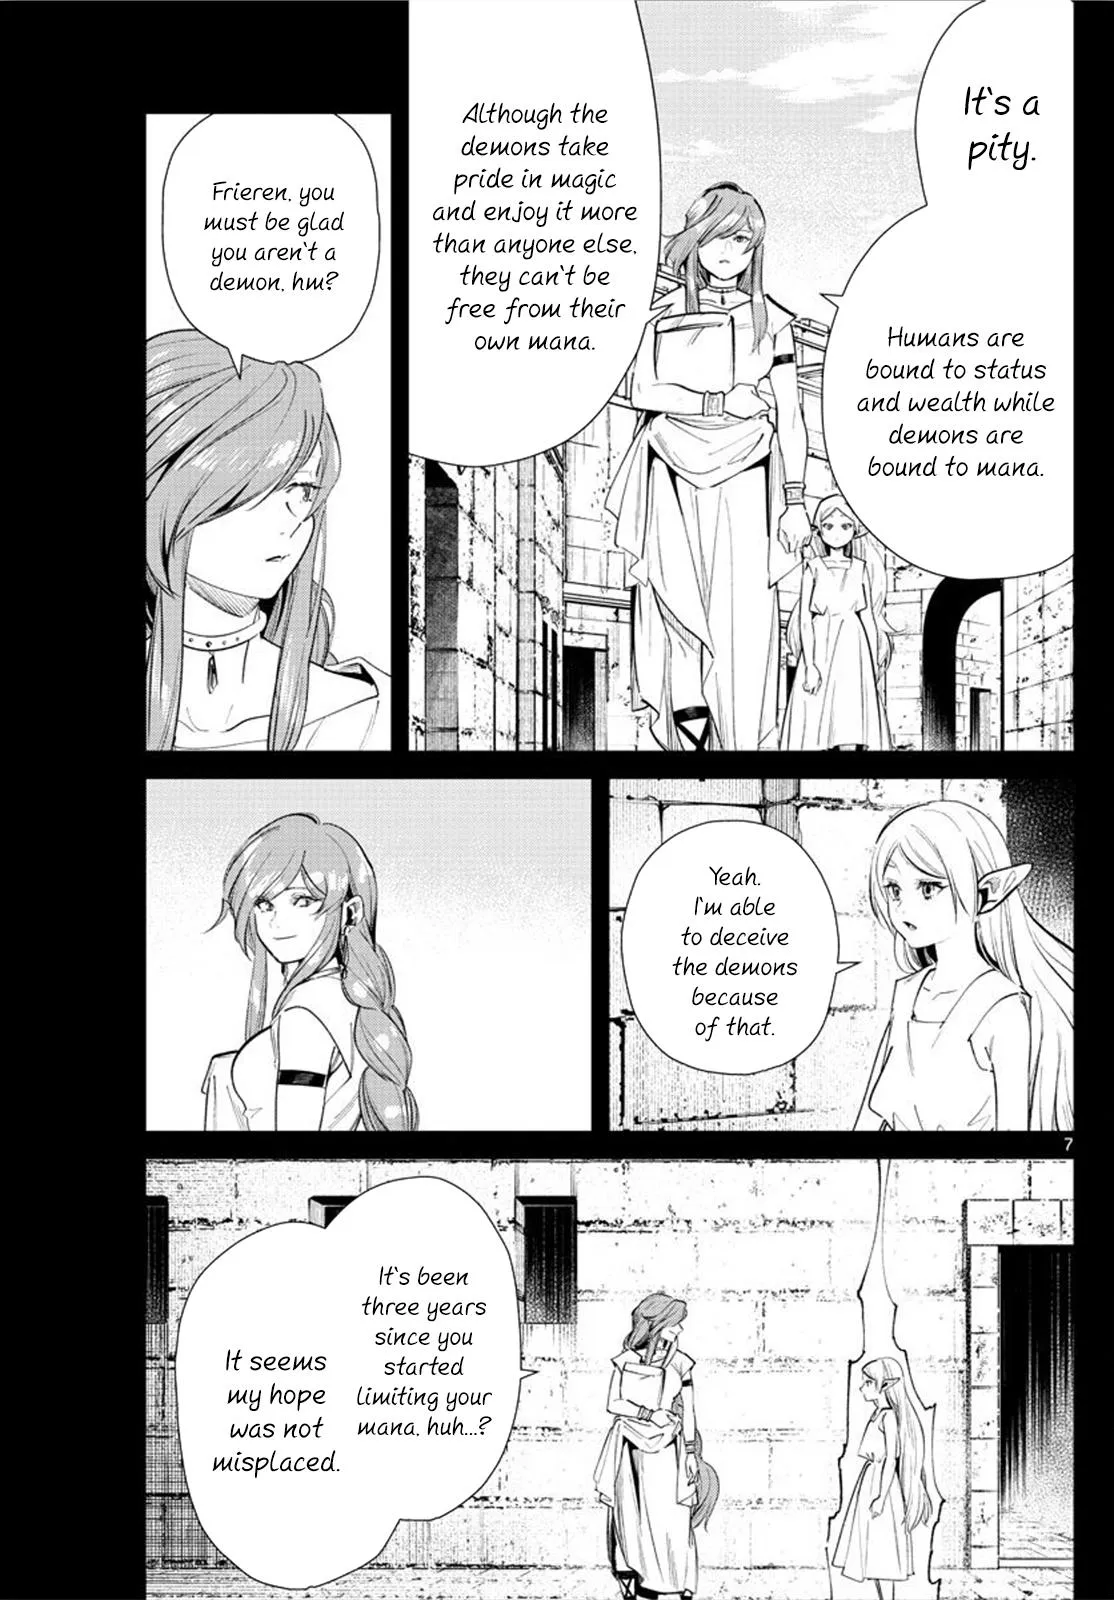 It's a
pity.
Humans are
bound to status
and wealth while
demons are
bound to mana.
Although the
demons take
pride in magic
and enjoy it more
than anyone else,
they can't be
free from their
own mana.
Frieren, you
must be glad
you aren't a
demon, hm?
Yeah.
I'm able
to deceive
the demons
because
of that.
7
It's been
three years
since you
started
limiting your
mana, huh...?
It seems
my hope
was not
misplaced.